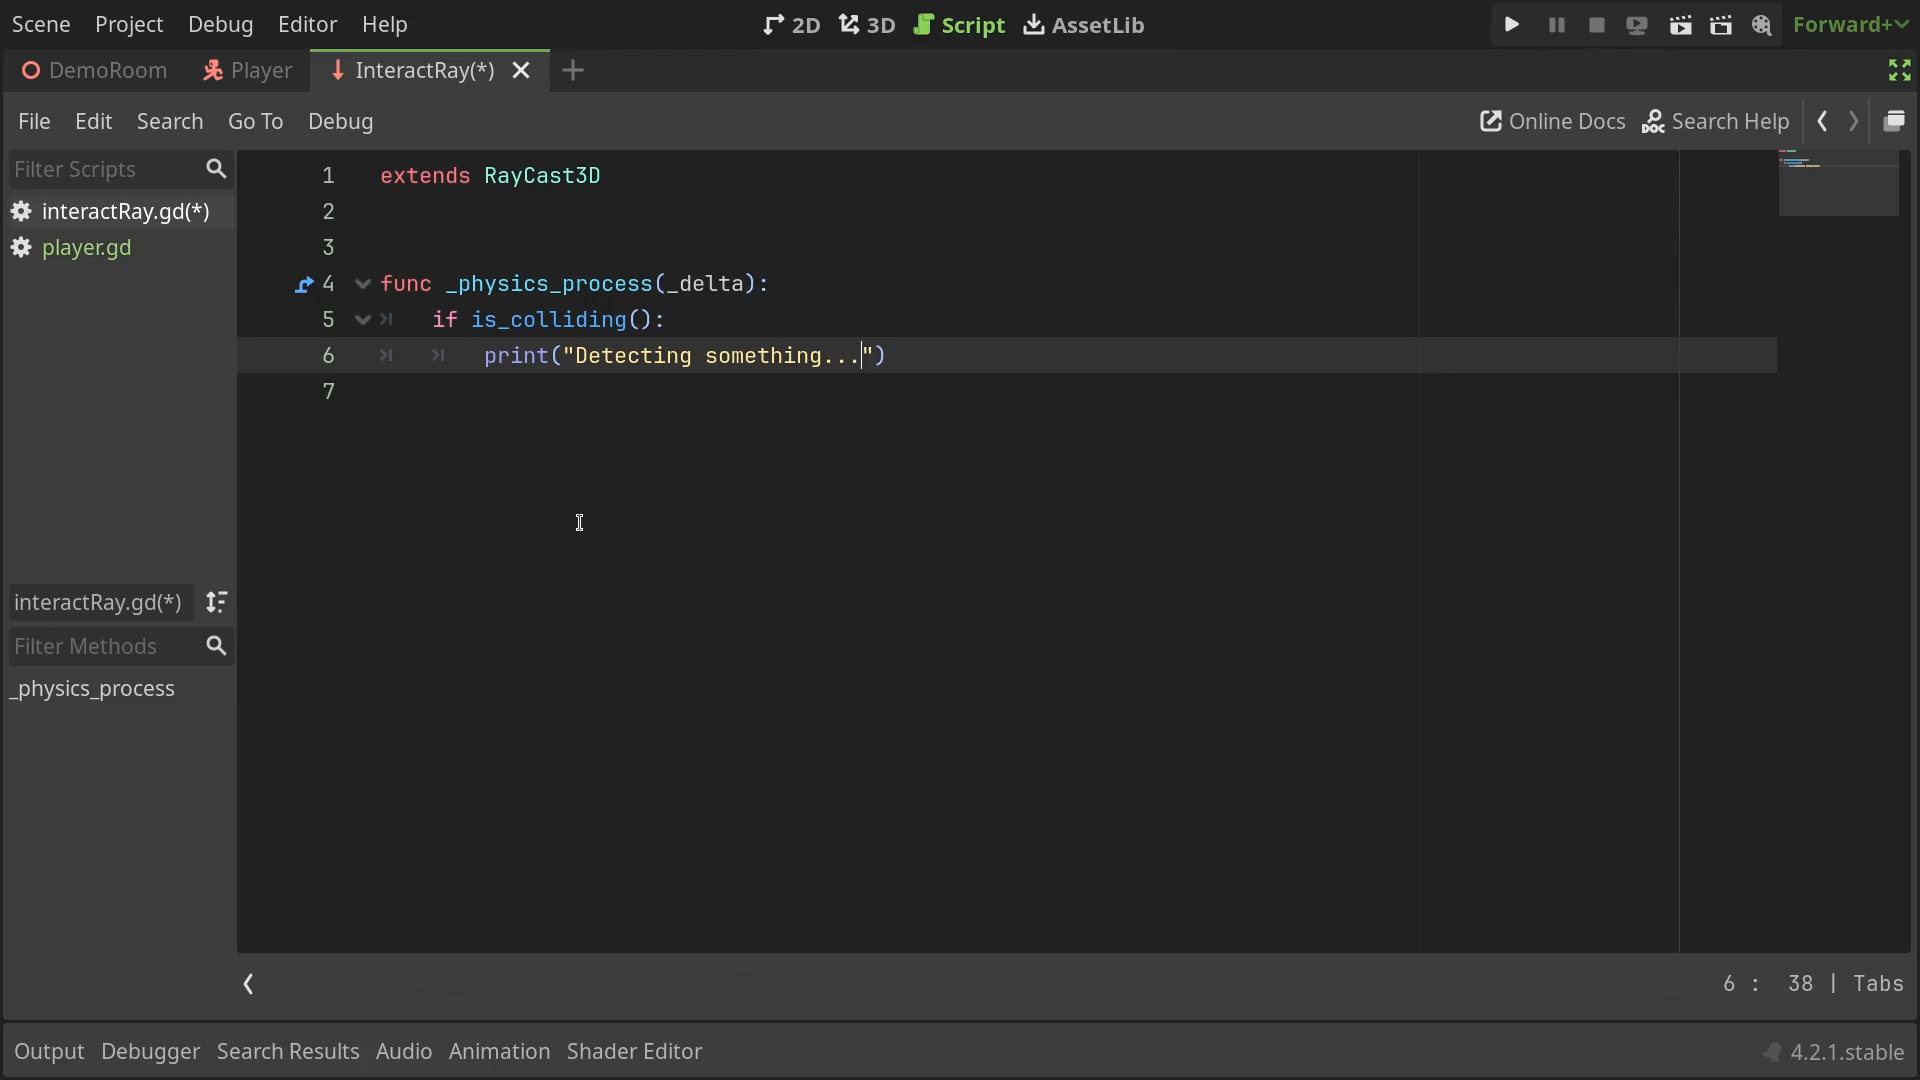 Scene Project Debug Editor Help 2D 3D Script AssetLib Forward+
DemoRoom Player InteractRay(*)
File Edit Search Go To Debug Online Docs Search Help
Filter Scripts
interactRay.gd(*)
player.gd
1 extends RayCast3D
2
3
4 func _physics_process(_delta):
5 if is_colliding():
6 print("Detecting something...")
7
interactRay.gd(*)
Filter Methods
_physics_process
6 : 38 | Tabs
Output Debugger Search Results Audio Animation Shader Editor 4.2.1.stable